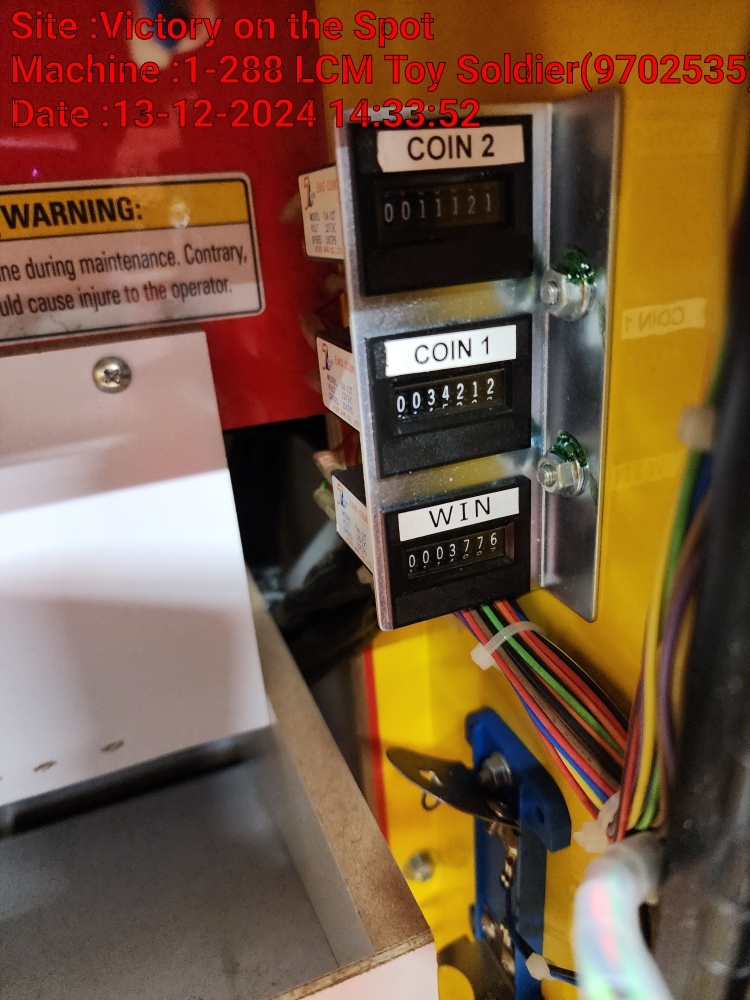 Site :Victory on the Spot
Machine :1-288 LCM Toy Soldier(9702535)
Date :13-12-2024 14:33:52
COIN 2
0011121
WARNING:
ne during maintenance. Contrary,
uld cause injure to the operator.
COIN 1
0034212
WIN
0003776
COIN 1